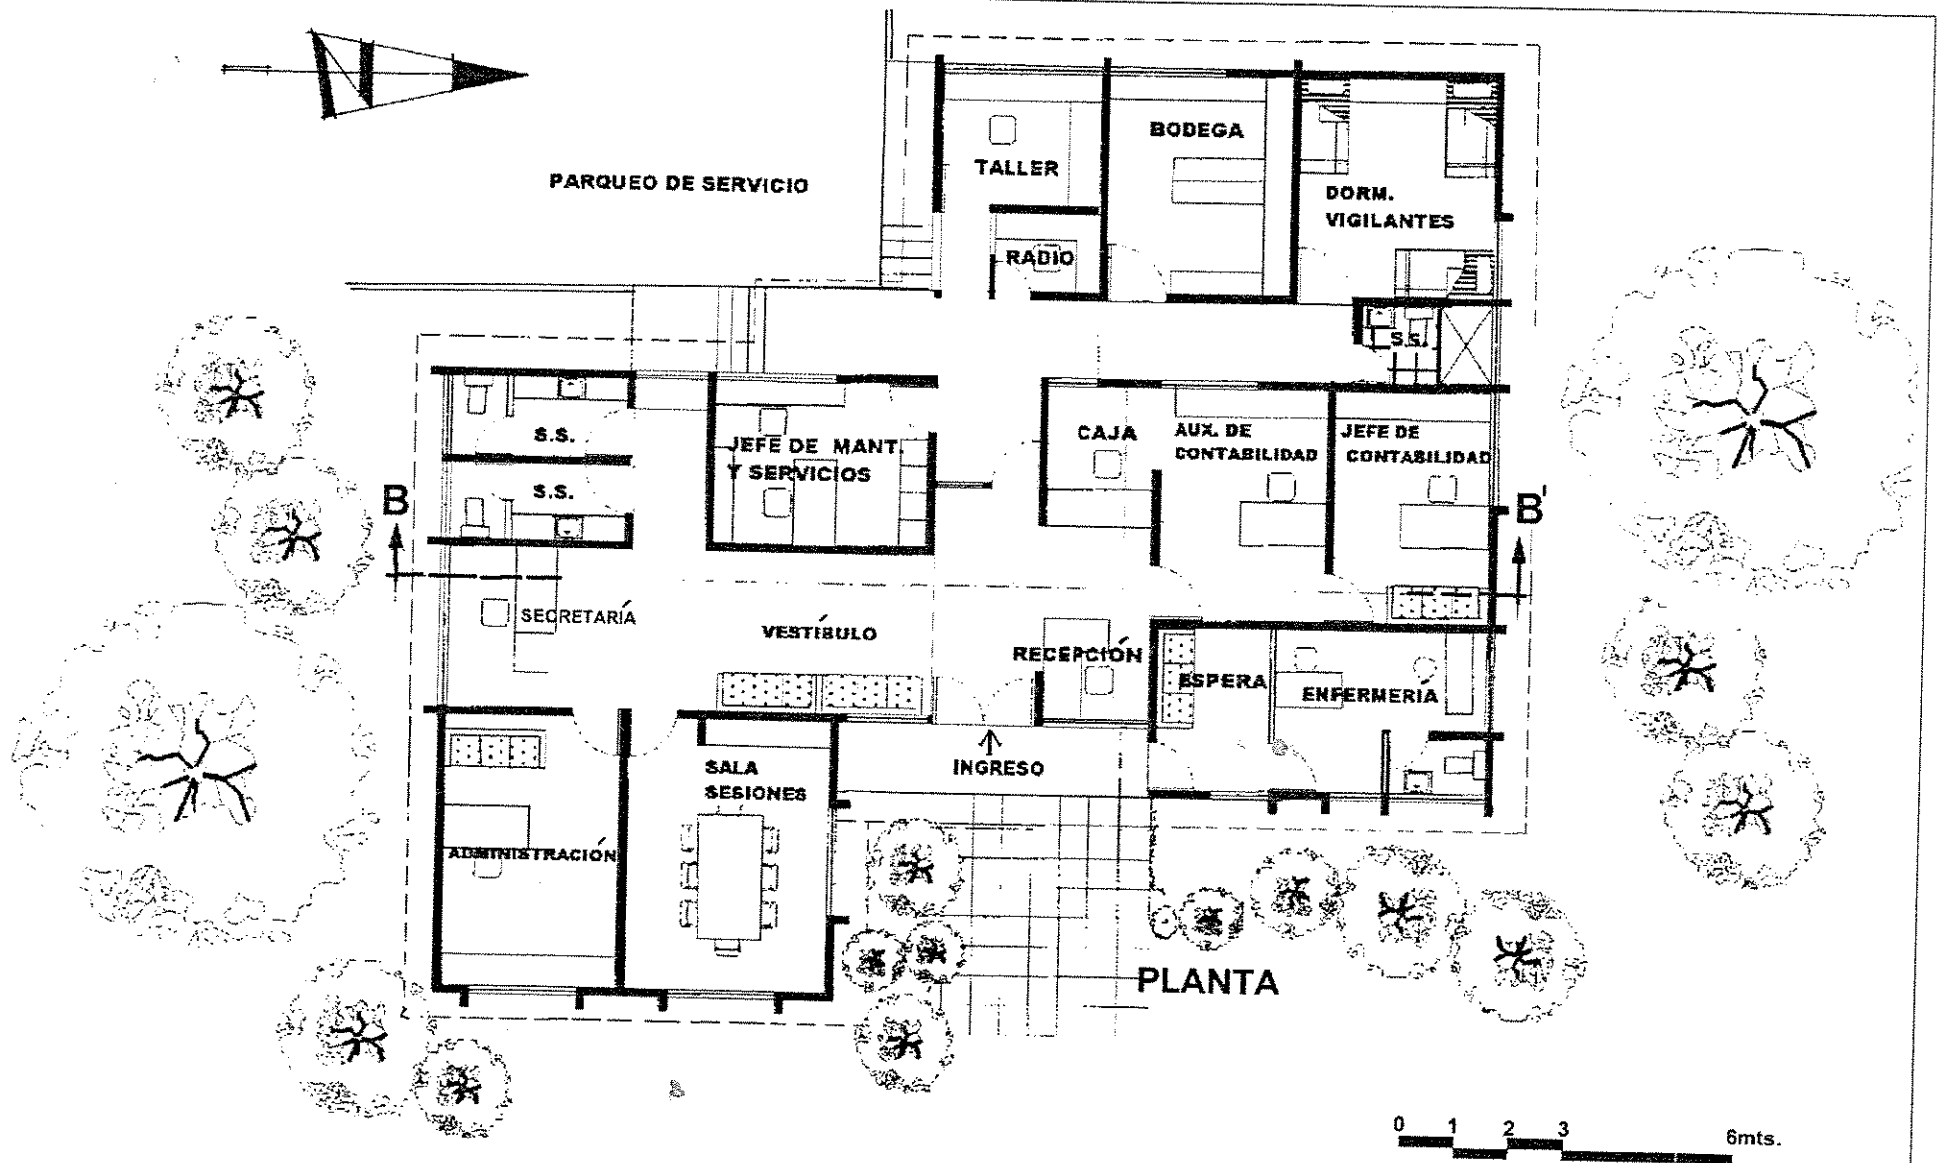 N
PARQUEO DE SERVICIO
TALLER
BODEGA
DORM.
VIGILANTES
RADIO
S.S.
S.S.
S.S.
JEFE DE MANT.
Y SERVICIOS
CAJA
AUX. DE
CONTABILIDAD
JEFE DE
CONTABILIDAD
B
B'
SECRETARÍA
VESTÍBULO
RECEPCIÓN
ESPERA
ENFERMERÍA
INGRESO
SALA
SESIONES
ADMINISTRACIÓN
PLANTA
0 1 2 3 6mts.